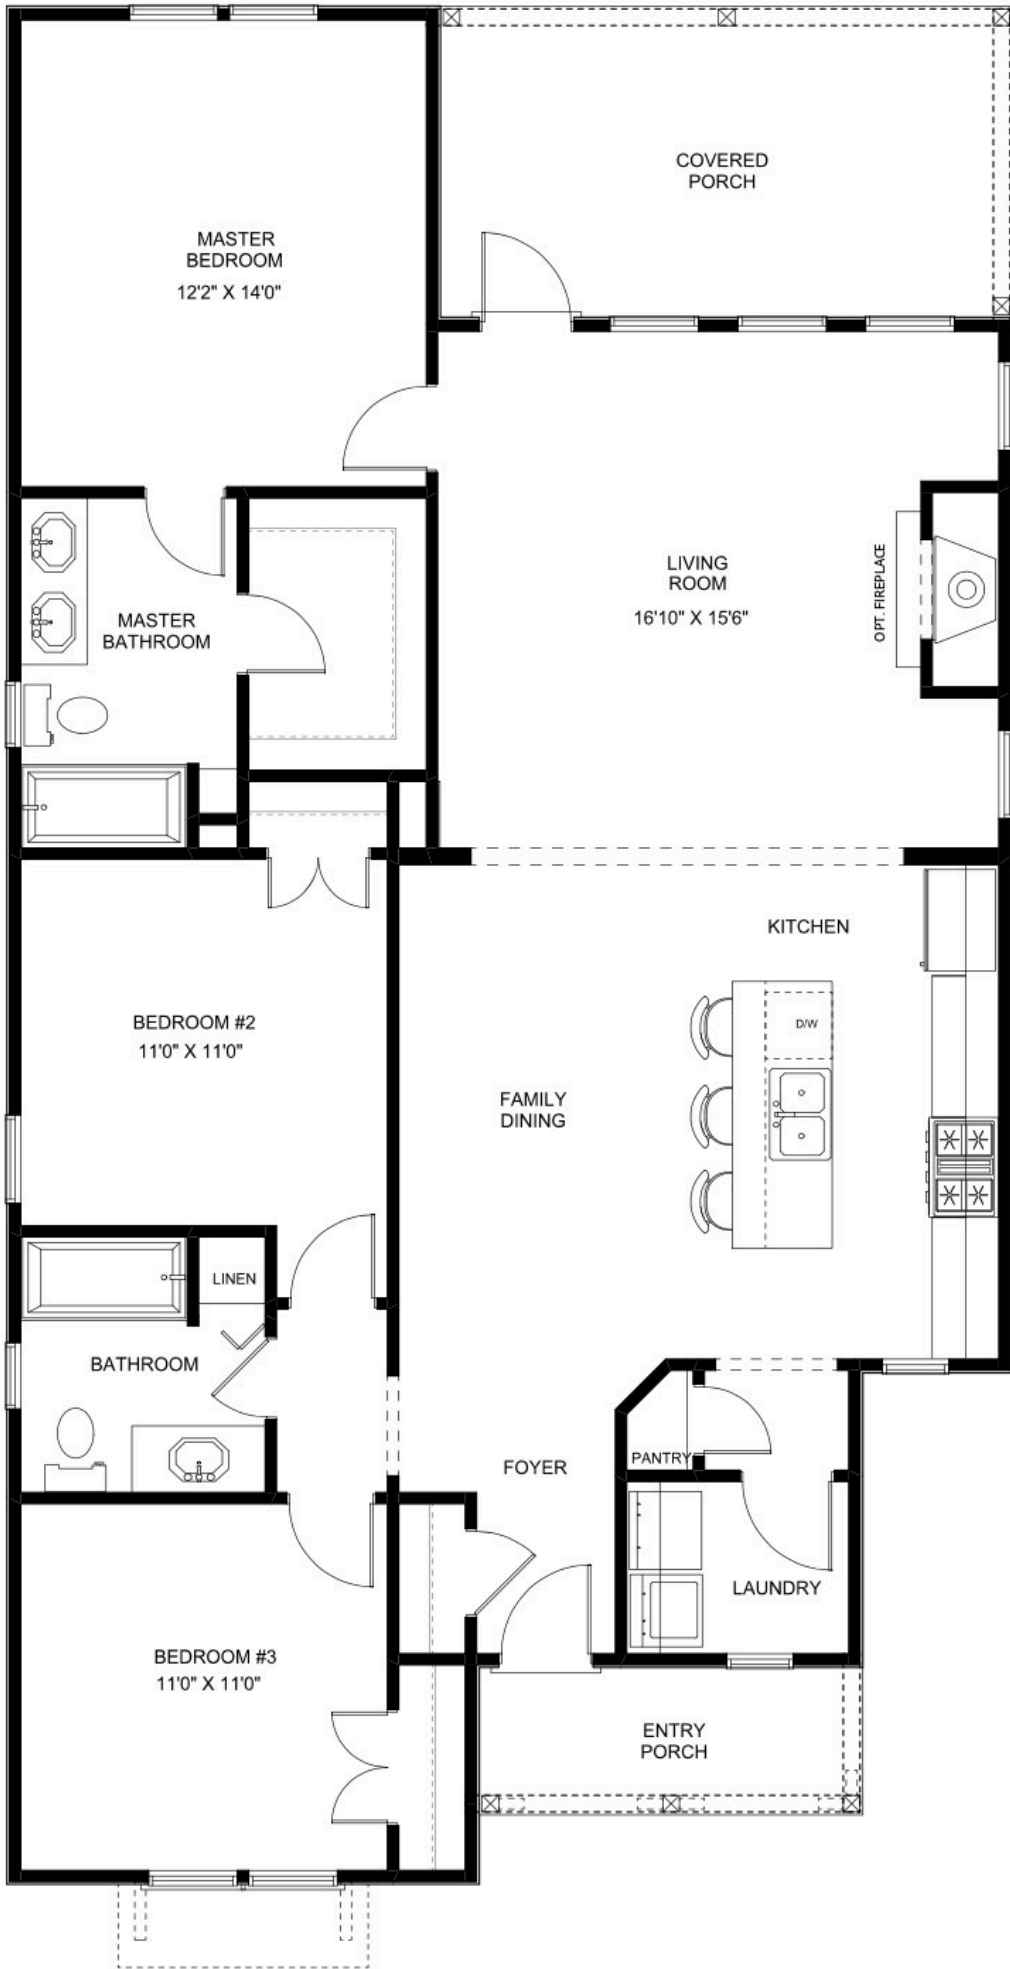 COVERED
PORCH
MASTER
BEDROOM
12'2" X 14'0"
LIVING
ROOM
16'10" X 15'6"
OPT. FIREPLACE
MASTER
BATHROOM
KITCHEN
BEDROOM #2
11'0" X 11'0"
D/W
FAMILY
DINING
LINEN
BATHROOM
PANTRY
FOYER
LAUNDRY
BEDROOM #3
11'0" X 11'0"
ENTRY
PORCH